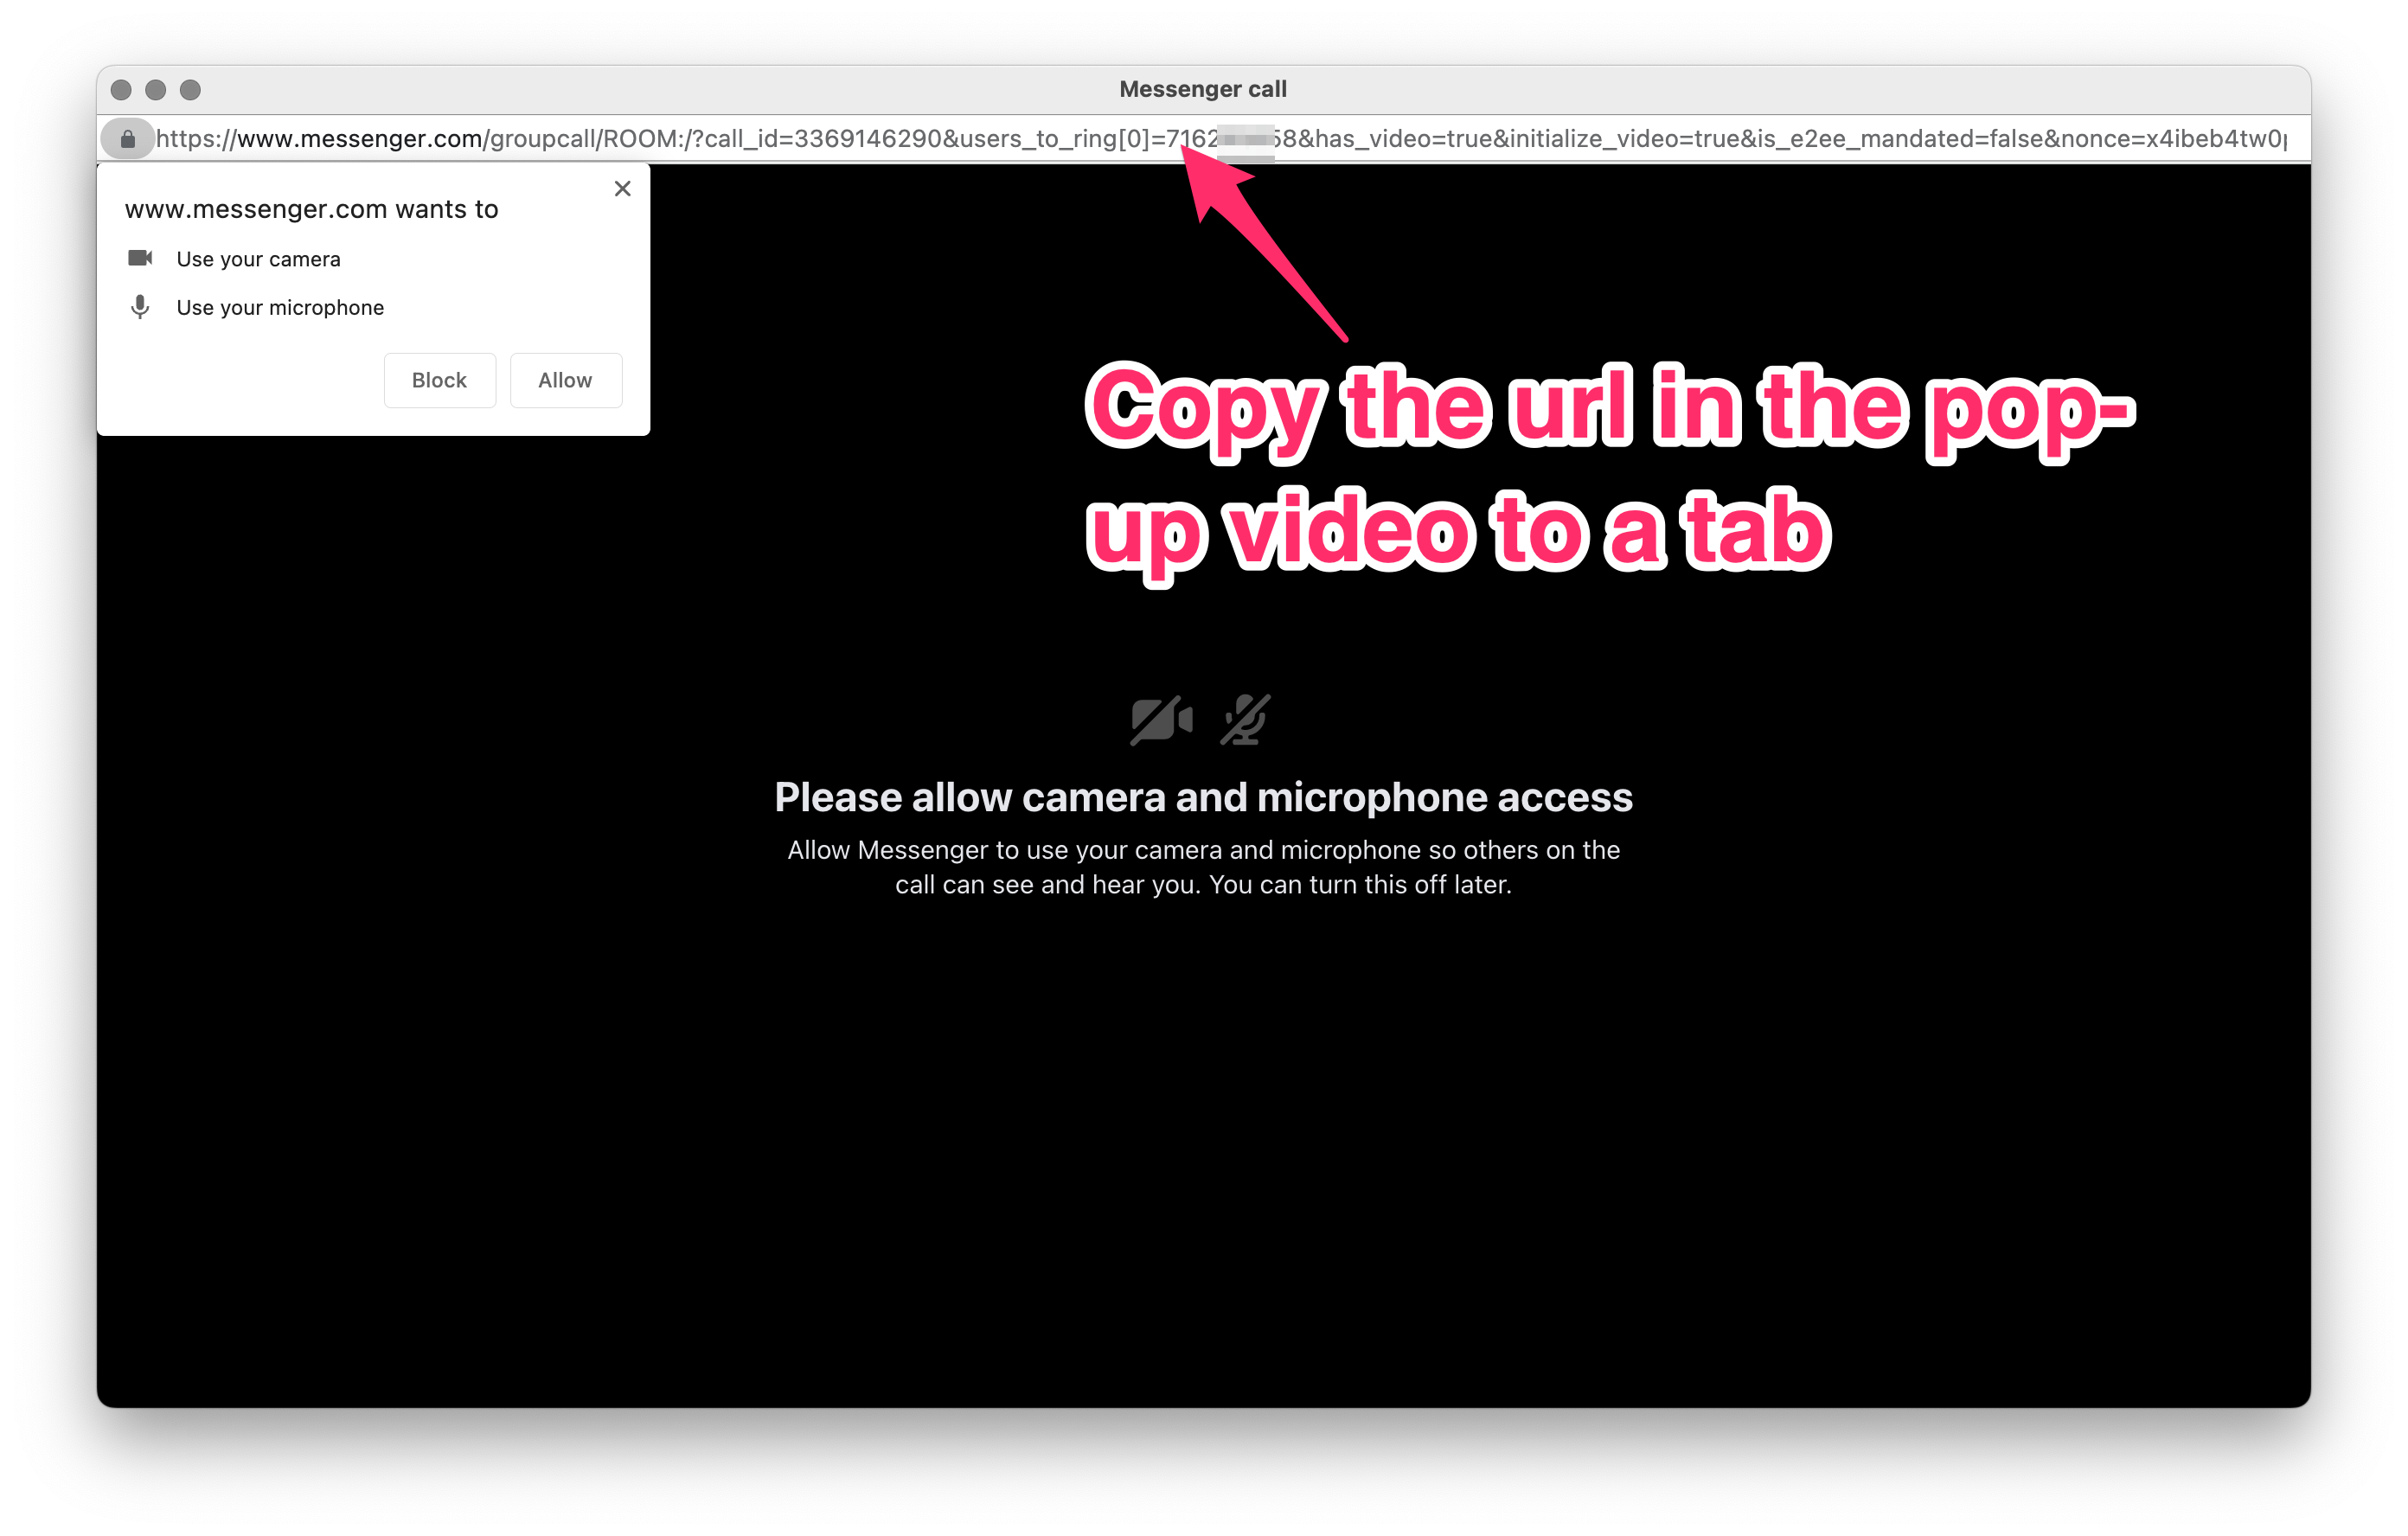 Messenger call
https://www.messenger.com/groupcall/ROOM:/?call_id=3369146290&users_to_ring[0]=7162 58&has_video=true&initialize_video=true&is_e2ee_mandated=false&nonce=x4ibeb4tw0
www.messenger.com wants to
Use your camera
Use your microphone
Block Allow
Copy the url in the pop-
up video to a tab
Please allow camera and microphone access
Allow Messenger to use your camera and microphone so others on the
call can see and hear you. You can turn this off later.